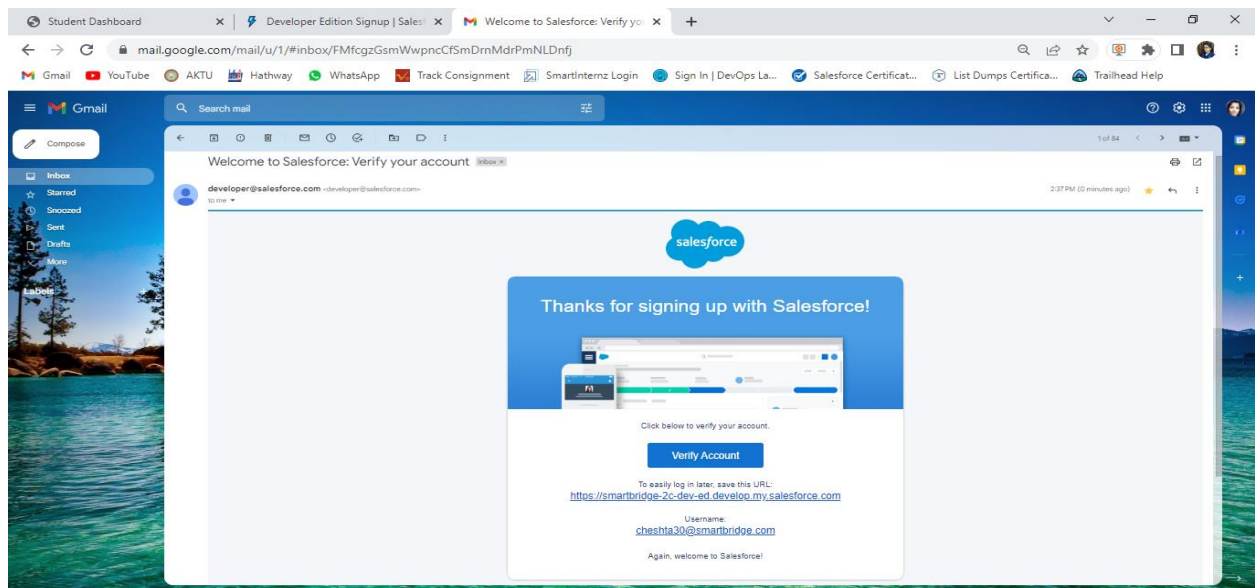 Student Dashboard
Developer Edition Signup | Sales
Welcome to Salesforce: Verify yo
mail.google.com/mail/u/1/#inbox/FMfcgzGsmWwpncCfSmDrnMdrPmNLDnfj
Gmail YouTube AKTU Hathway WhatsApp Track Consignment SmartInternz Login Sign In | DevOps La... Salesforce Certificat... List Dumps Certifica... Trailhead Help
Gmail
Search mail
Compose
1 of 84
Welcome to Salesforce: Verify your account Inbox ×
Inbox
Starred
Snoozed
Sent
Drafts
More
Labels
developer@salesforce.com <developer@salesforce.com>
2:37 PM (0 minutes ago)
to me
salesforce
Thanks for signing up with Salesforce!
Click below to verify your account.
Verify Account
To easily log in later, save this URL:
https://smartbridge-2c-dev-ed.develop.my.salesforce.com
Username:
cheshta30@smartbridge.com
Again, welcome to Salesforce!